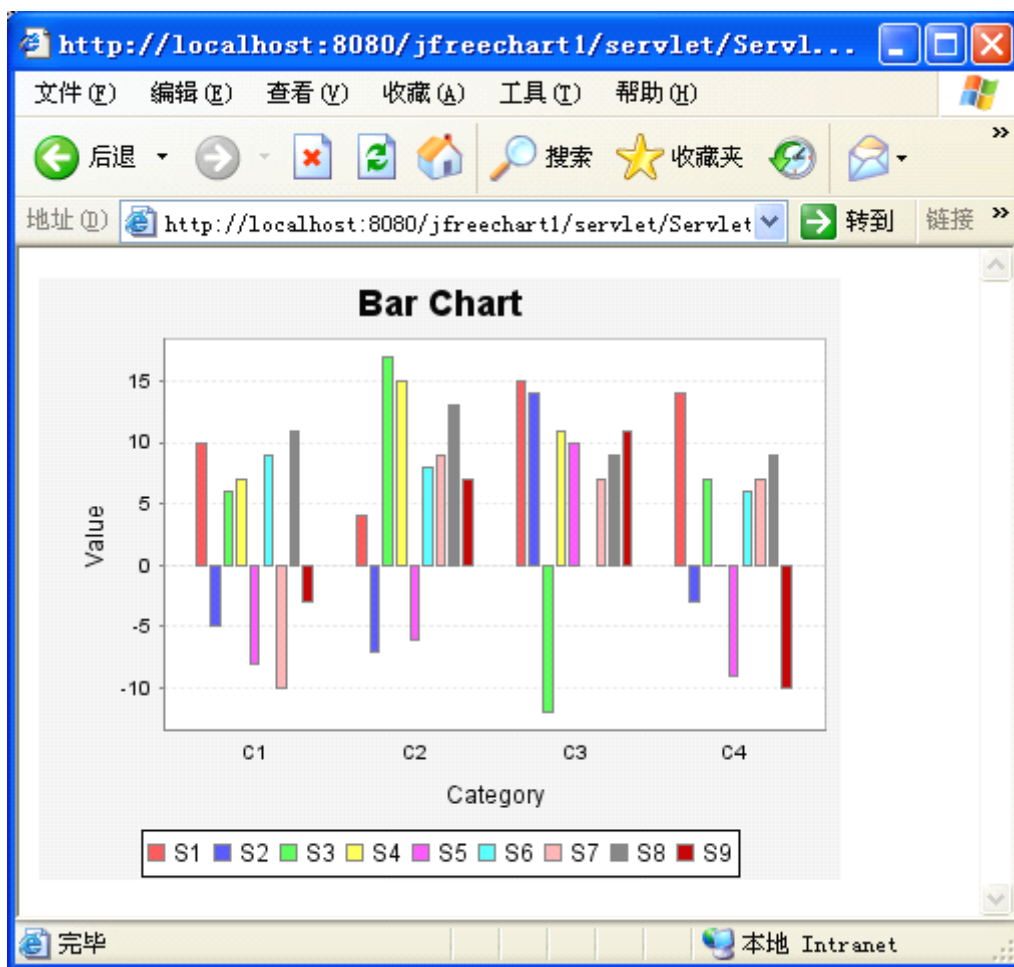 http://localhost:8080/jfreechart1/servlet/Servl...
文件(F) 编辑(E) 查看(V) 收藏(A) 工具(T) 帮助(H)
后退 搜索 收藏夹 »
地址(D) http://localhost:8080/jfreechart1/servlet/Servlet 转到 链接 »
Bar Chart
15
10
5
0
-5
-10
Value
C1 C2 C3 C4
Category
S1 S2 S3 S4 S5 S6 S7 S8 S9
完毕 本地 Intranet